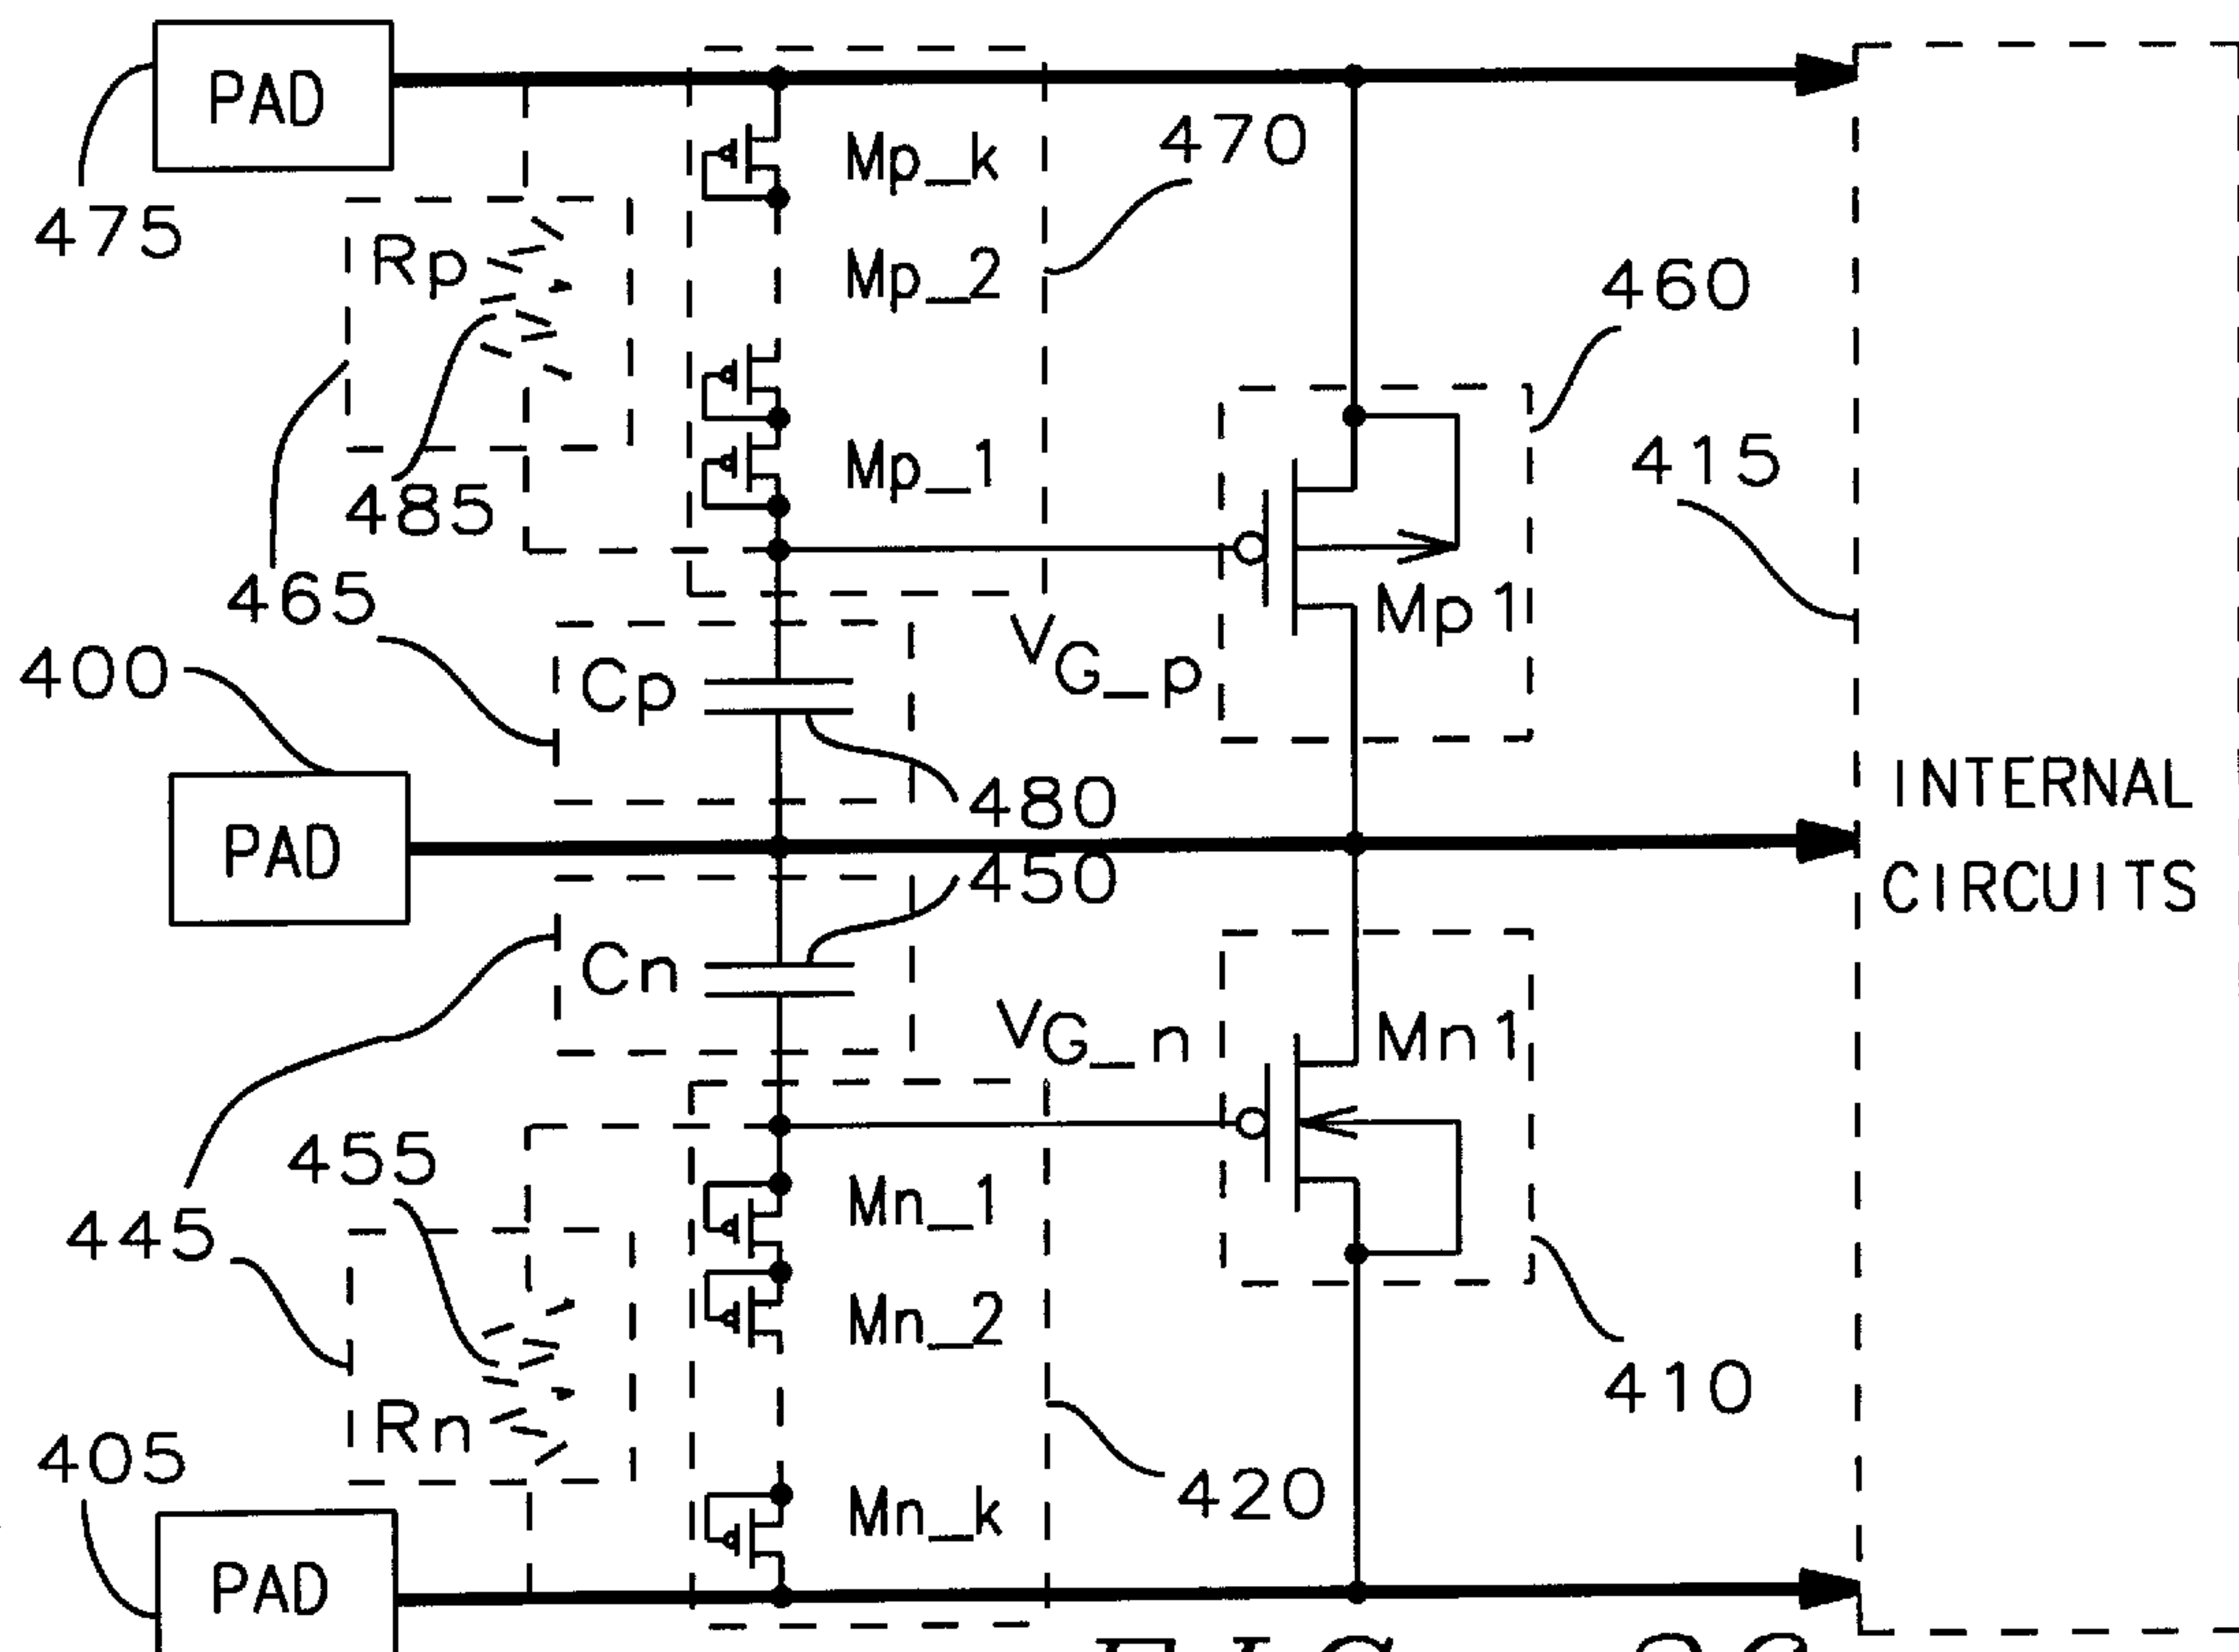 PAD
Mp_k
470
475
Rp
Mp_2
460
485
Mp_1
415
465
Mp1
400
Cp
VG_p
480
PAD
INTERNAL
CIRCUITS
450
Cn
VG_n
Mn1
455
Mn_1
445
Mn_2
410
405
Rn
Mn_k
420
PAD